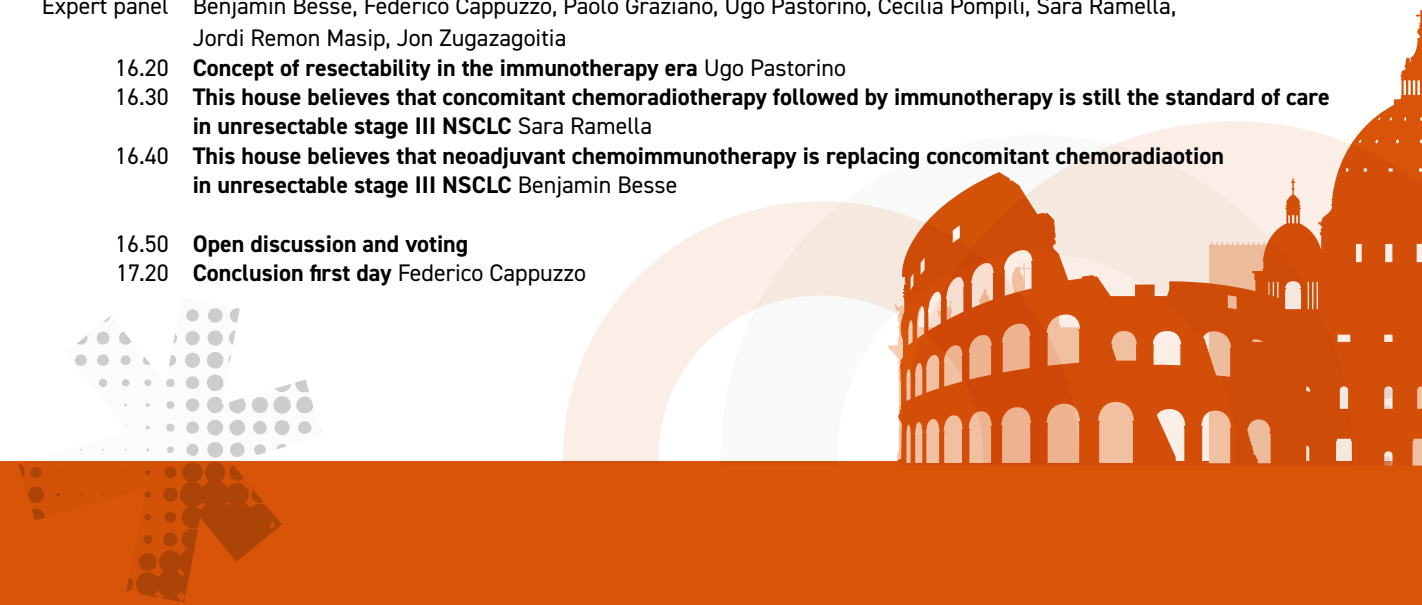 Expert panel Benjamin Besse, Federico Cappuzzo, Paolo Graziano, Ugo Pastorino, Cecilia Pompili, Sara Ramella,
Jordi Remon Masip, Jon Zugazagoitia
16.20 Concept of resectability in the immunotherapy era Ugo Pastorino
16.30 This house believes that concomitant chemoradiotherapy followed by immunotherapy is still the standard of care
in unresectable stage III NSCLC Sara Ramella
16.40 This house believes that neoadjuvant chemoimmunotherapy is replacing concomitant chemoradiaotion
in unresectable stage III NSCLC Benjamin Besse
16.50 Open discussion and voting
17.20 Conclusion first day Federico Cappuzzo